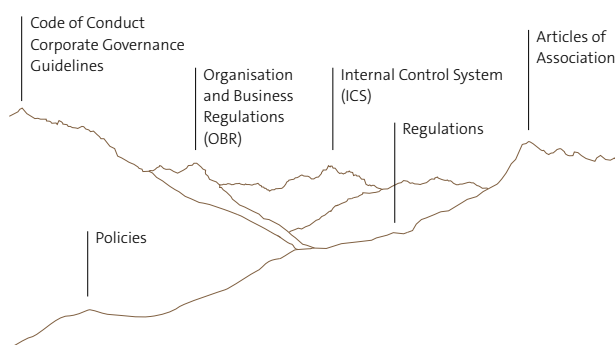 Code of Conduct
Corporate Governance
Guidelines
Organisation
and Business
Regulations
(OBR)
Internal Control System
(ICS)
Regulations
Articles of
Association
Policies